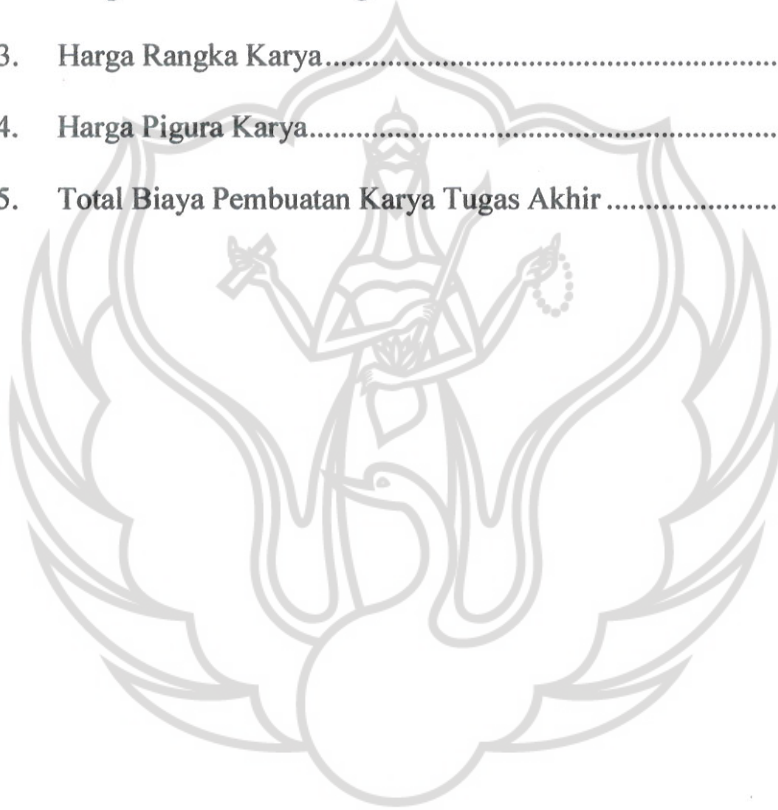 3. Harga Rangka Karya..............................................................
4. Harga Pigura Karya................................................................
5. Total Biaya Pembuatan Karya Tugas Akhir ......................